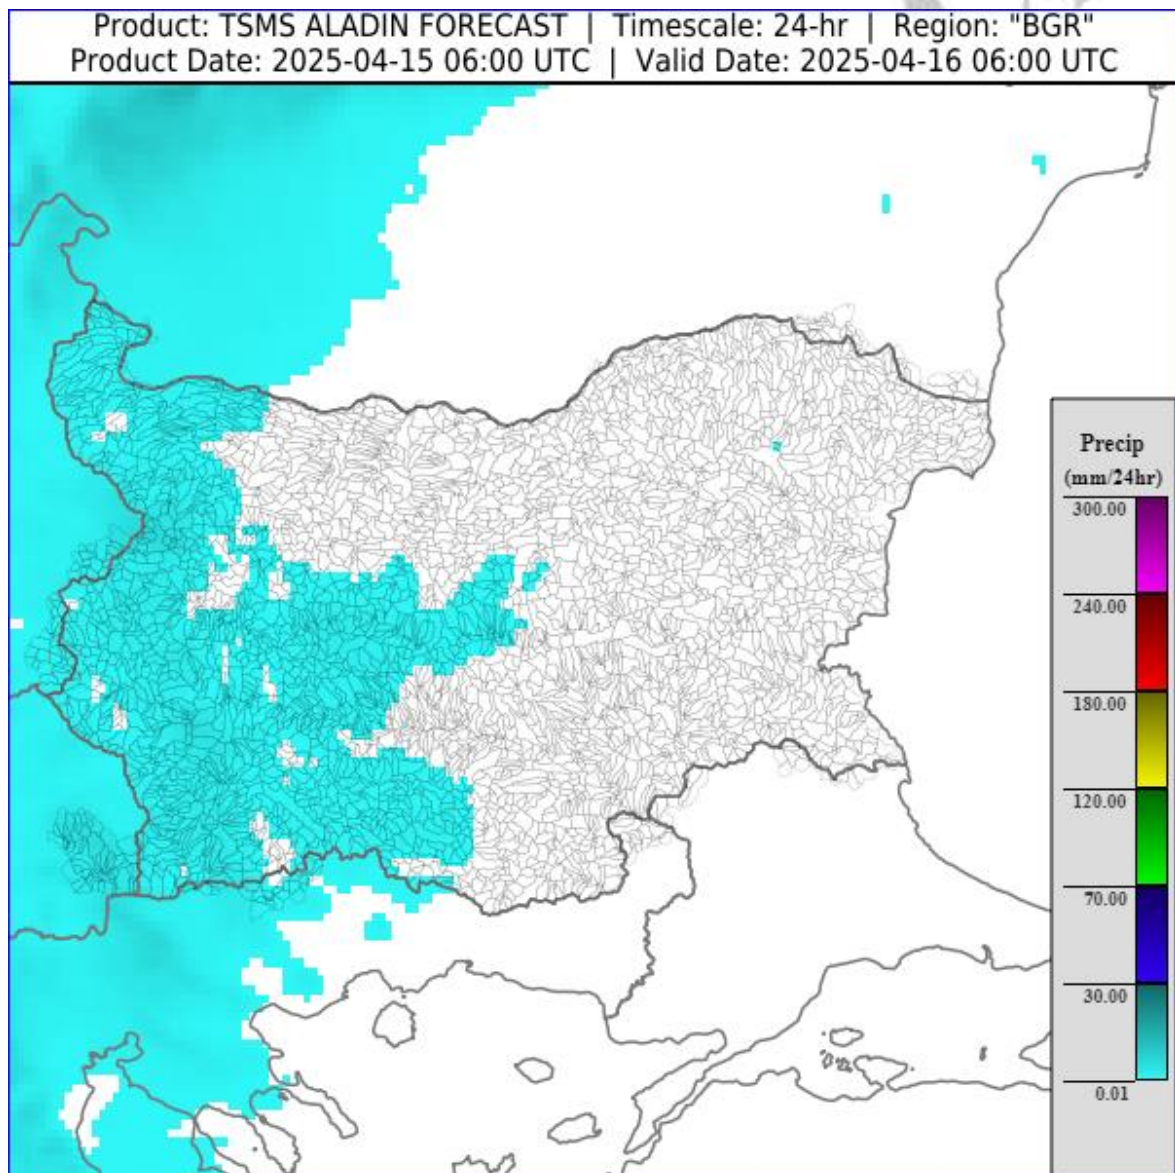 Product: TSMS ALADIN FORECAST | Timescale: 24-hr | Region: "BGR"
Product Date: 2025-04-15 06:00 UTC | Valid Date: 2025-04-16 06:00 UTC
Precip
(mm/24hr)
300.00
240.00
180.00
120.00
70.00
30.00
0.01